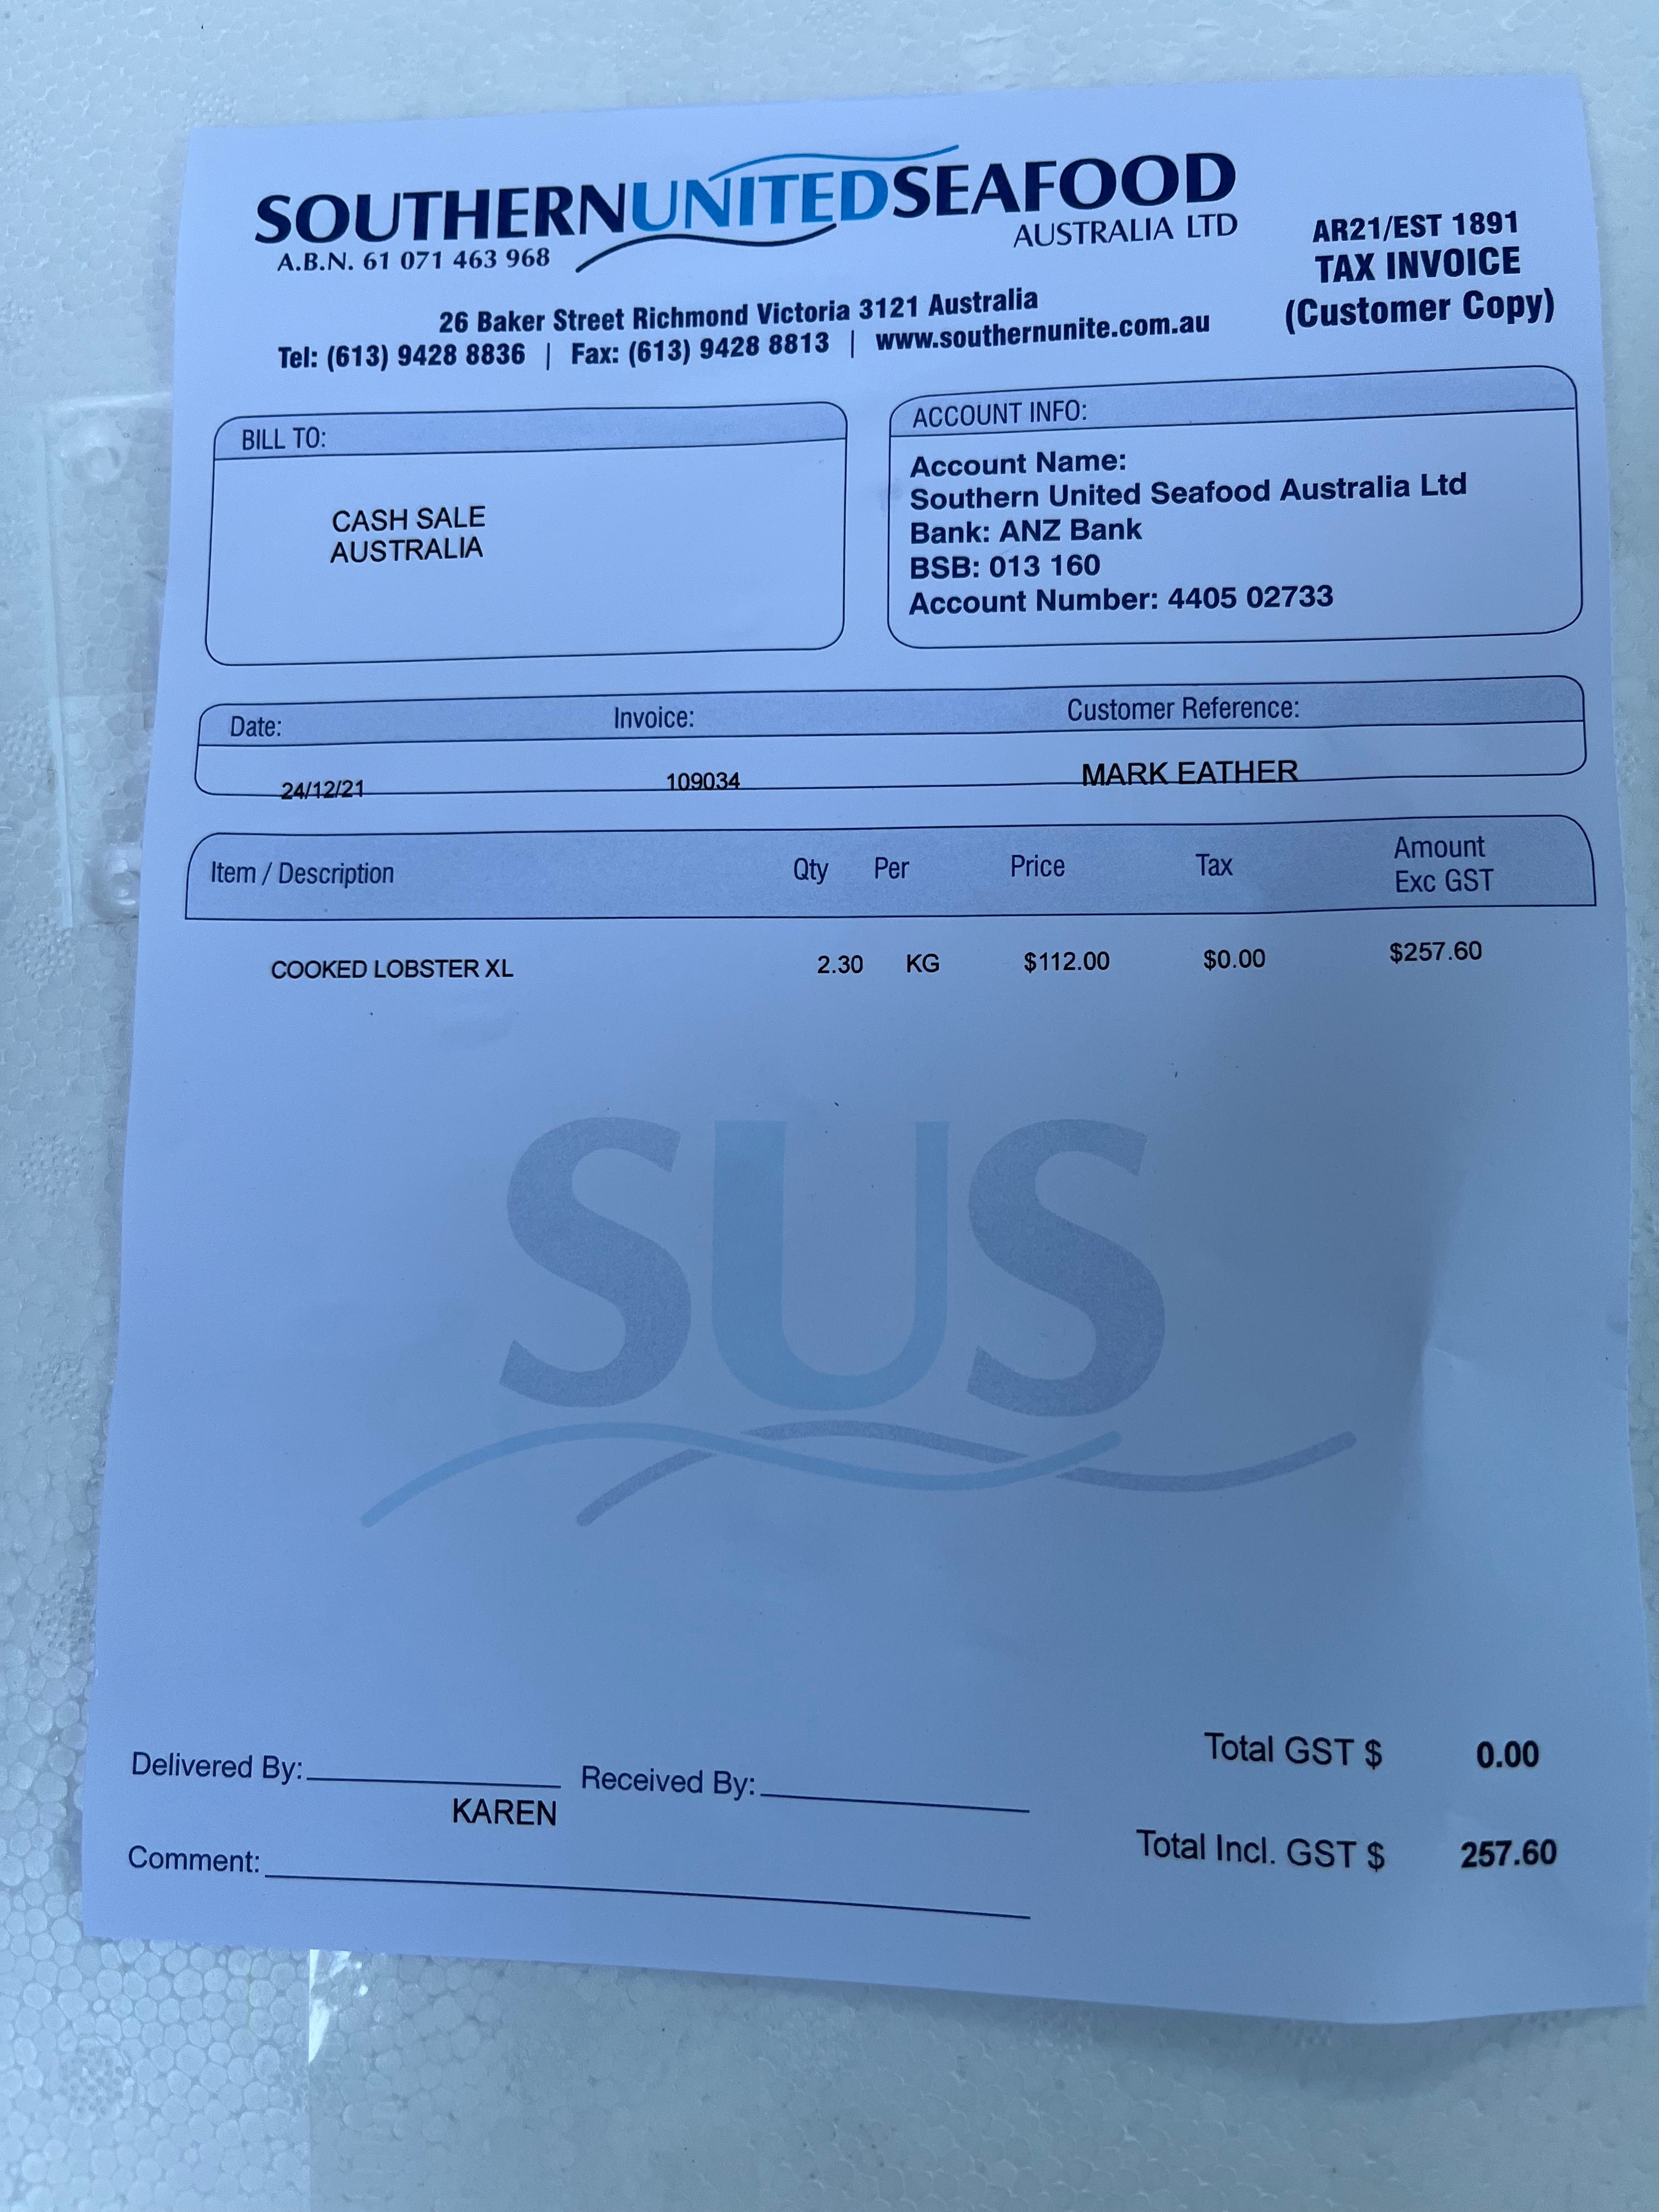 SOUTHERNUNITEDSEAFOOD
AUSTRALIA LTD
A.B.N. 61 071 463 968
AR21/EST 1891
TAX INVOICE
(Customer Copy)
26 Baker Street Richmond Victoria 3121 Australia
Tel: (613) 9428 8836 | Fax: (613) 9428 8813 | www.southernunite.com.au
BILL TO:
CASH SALE
AUSTRALIA
ACCOUNT INFO:
Account Name:
Southern United Seafood Australia Ltd
Bank: ANZ Bank
BSB: 013 160
Account Number: 4405 02733
Date: Invoice: Customer Reference:
24/12/21 109034 MARK EATHER
Item / Description Qty Per Price Tax Amount Exc GST
COOKED LOBSTER XL 2.30 KG $112.00 $0.00 $257.60
SUS
Delivered By: Received By:
KAREN
Comment:
Total GST $ 0.00
Total Incl. GST $ 257.60